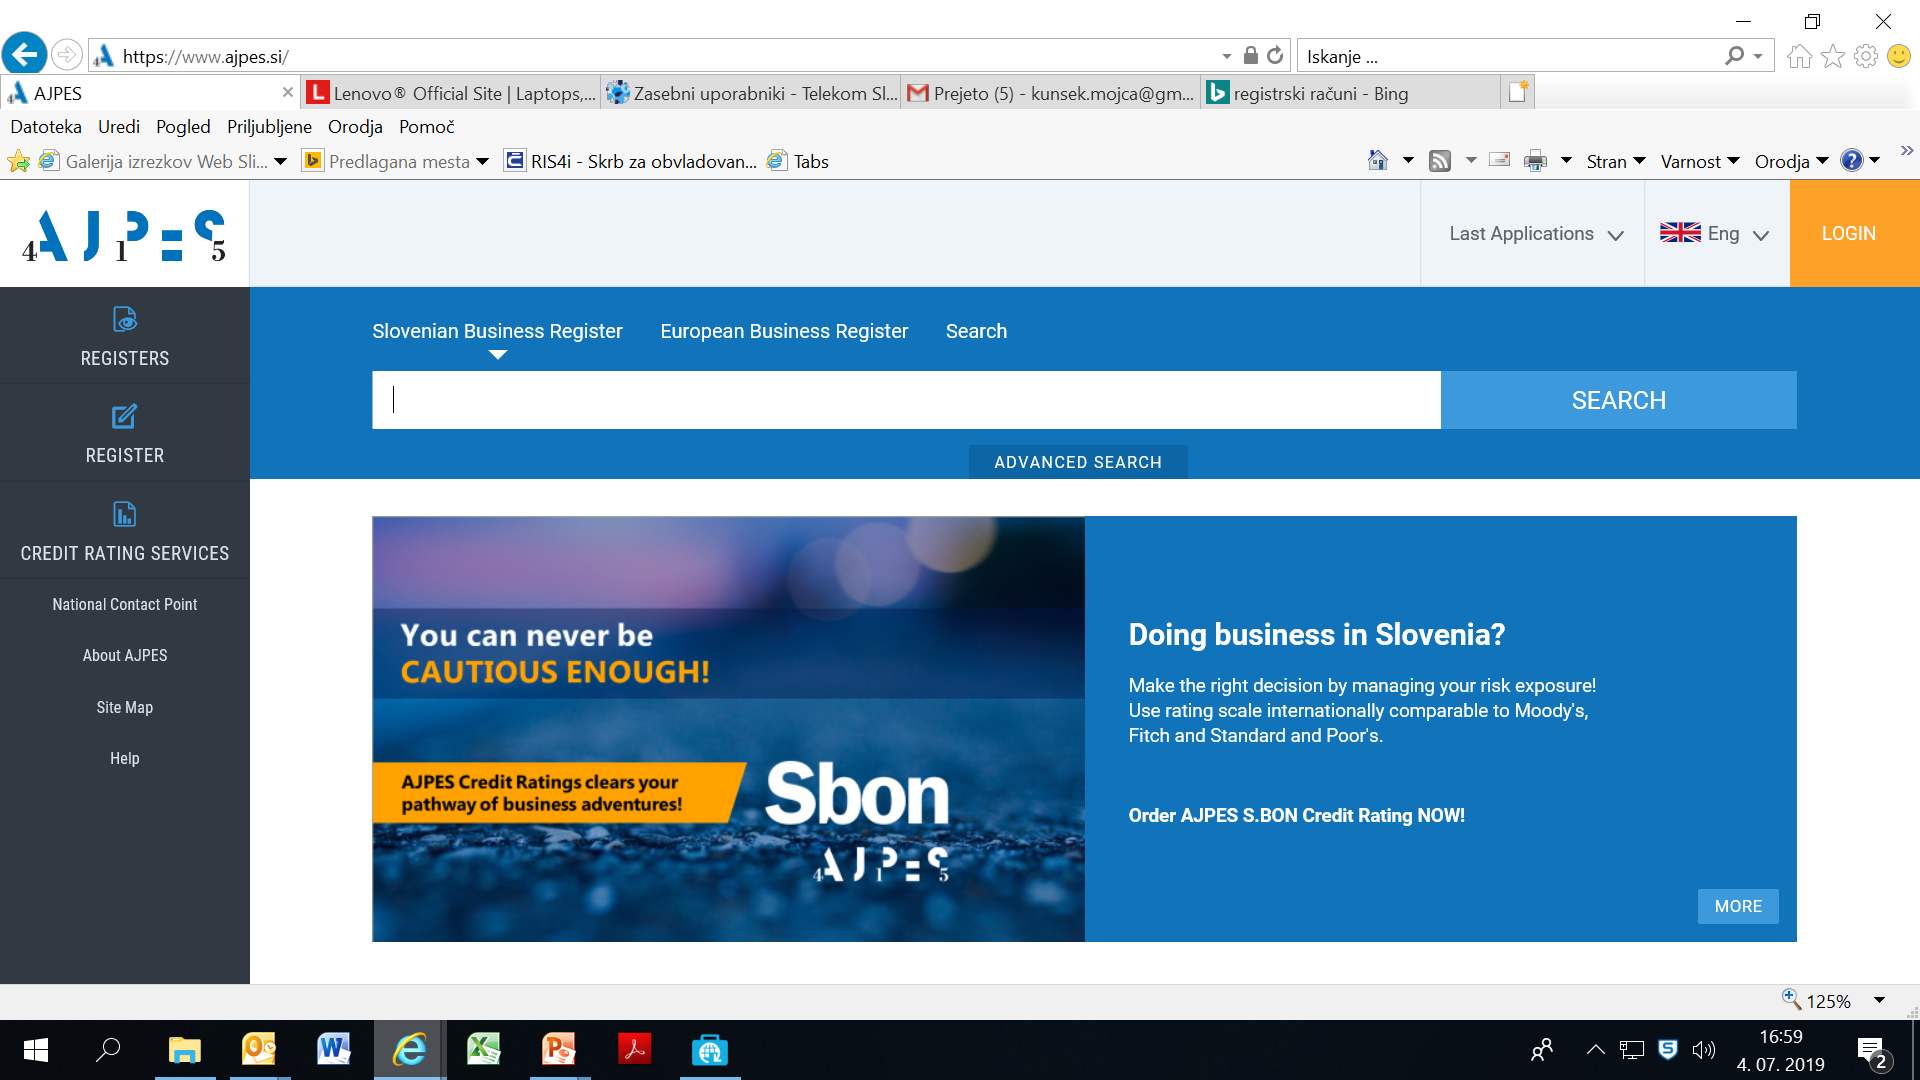 https://www.ajpes.si/
Iskanje ...
AJPES
Lenovo® Official Site | Laptops,...
Zasebni uporabniki - Telekom Sl...
Prejeto (5) - kunsek.mojca@gm...
registrski računi - Bing
Datoteka Uredi Pogled Priljubljene Orodja Pomoč
Galerija izrezkov Web Sli... Predlagana mesta RIS4i - Skrb za obvladovan... Tabs
Stran Varnost Orodja
AJPES
4 1 5
Last Applications
Eng
LOGIN
REGISTERS
REGISTER
CREDIT RATING SERVICES
National Contact Point
About AJPES
Site Map
Help
Slovenian Business Register European Business Register Search
SEARCH
ADVANCED SEARCH
You can never be
CAUTIOUS ENOUGH!
AJPES Credit Ratings clears your
pathway of business adventures!
Sbon
AJPES
4 1 5
Doing business in Slovenia?
Make the right decision by managing your risk exposure!
Use rating scale internationally comparable to Moody's,
Fitch and Standard and Poor's.
Order AJPES S.BON Credit Rating NOW!
MORE
125%
16:59
4. 07. 2019
2